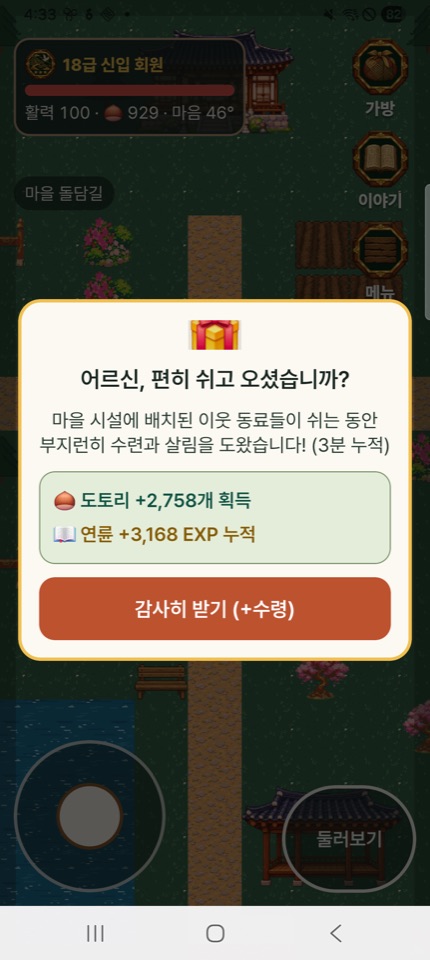 4:33
82
18급 신입 회원
활력 100 · 929 · 마음 46°
가방
이야기
마을 돌담길
메뉴
어르신, 편히 쉬고 오셨습니까?
마을 시설에 배치된 이웃 동료들이 쉬는 동안
부지런히 수련과 살림을 도왔습니다! (3분 누적)
도토리 +2,758개 획득
연륜 +3,168 EXP 누적
감사히 받기 (+수령)
둘러보기